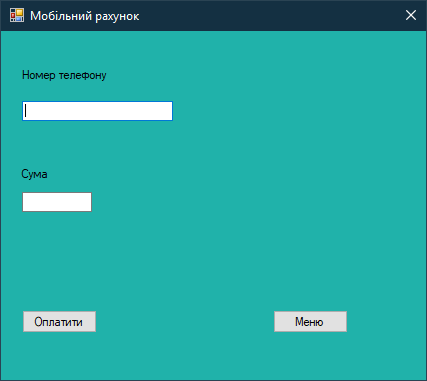 Мобільний рахунок
Номер телефону
Сума
Оплатити
Меню